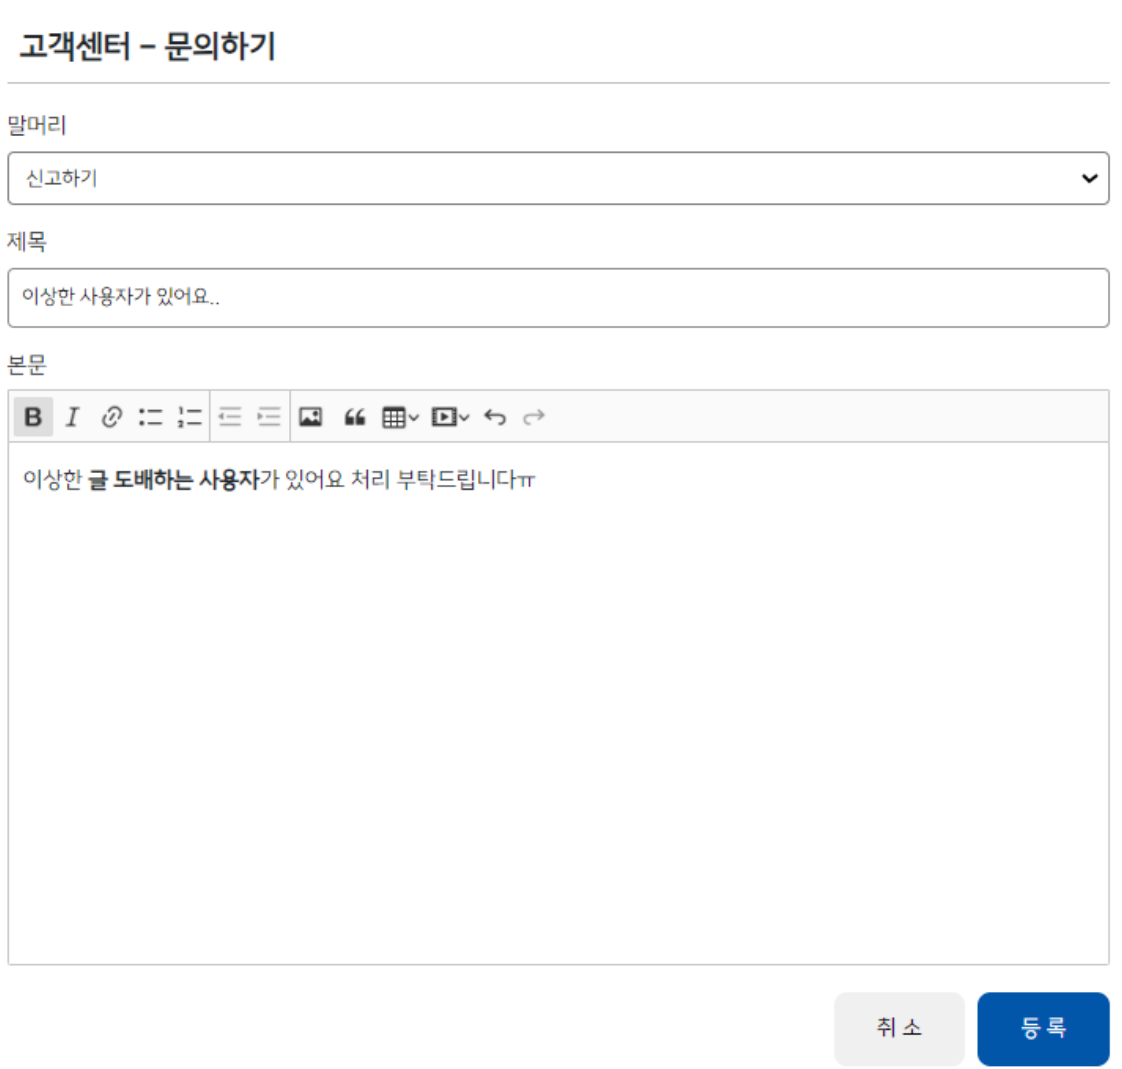 고객센터 – 문의하기
말머리
신고하기
제목
이상한 사용자가 있어요..
본문
이상한 글 도배하는 사용자가 있어요 처리 부탁드립니다ㅠ
취 소
등 록